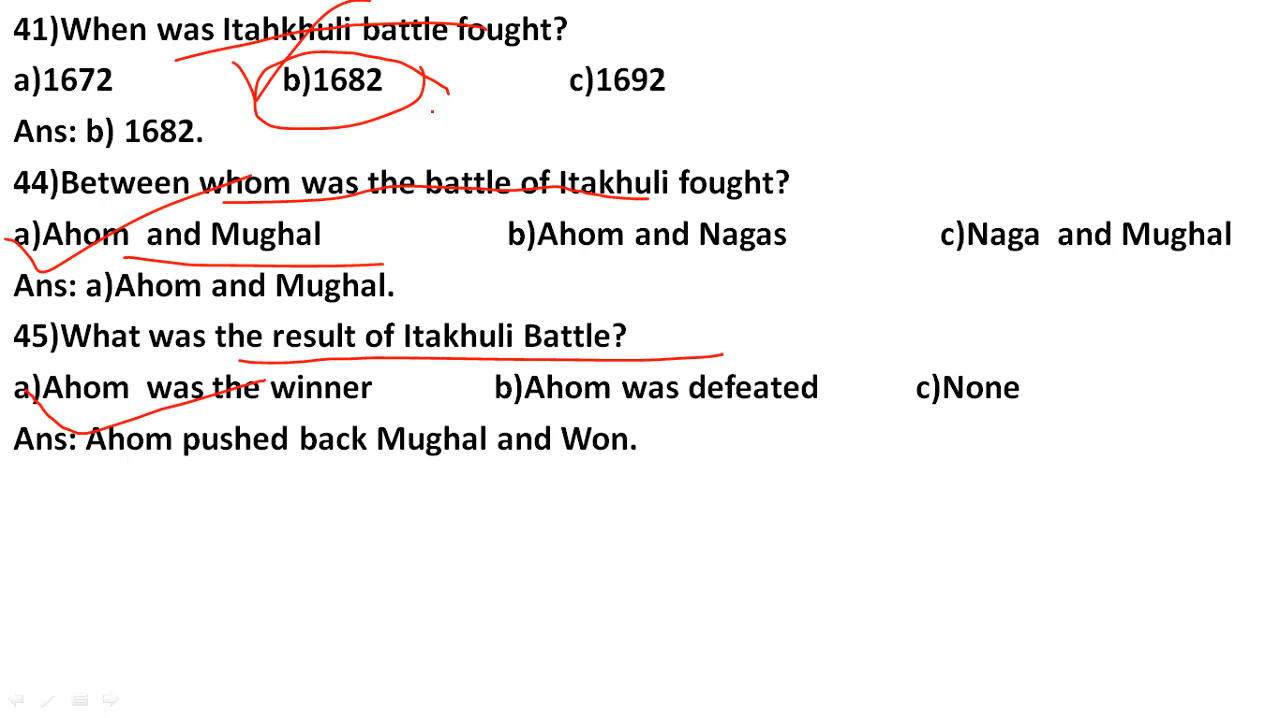 41)When was Itahkhuli battle fought?
a)1672 b)1682 c)1692
Ans: b) 1682.
44)Between whom was the battle of Itakhuli fought?
a)Ahom and Mughal b)Ahom and Nagas c)Naga and Mughal
Ans: a)Ahom and Mughal.
45)What was the result of Itakhuli Battle?
a)Ahom was the winner b)Ahom was defeated c)None
Ans: Ahom pushed back Mughal and Won.